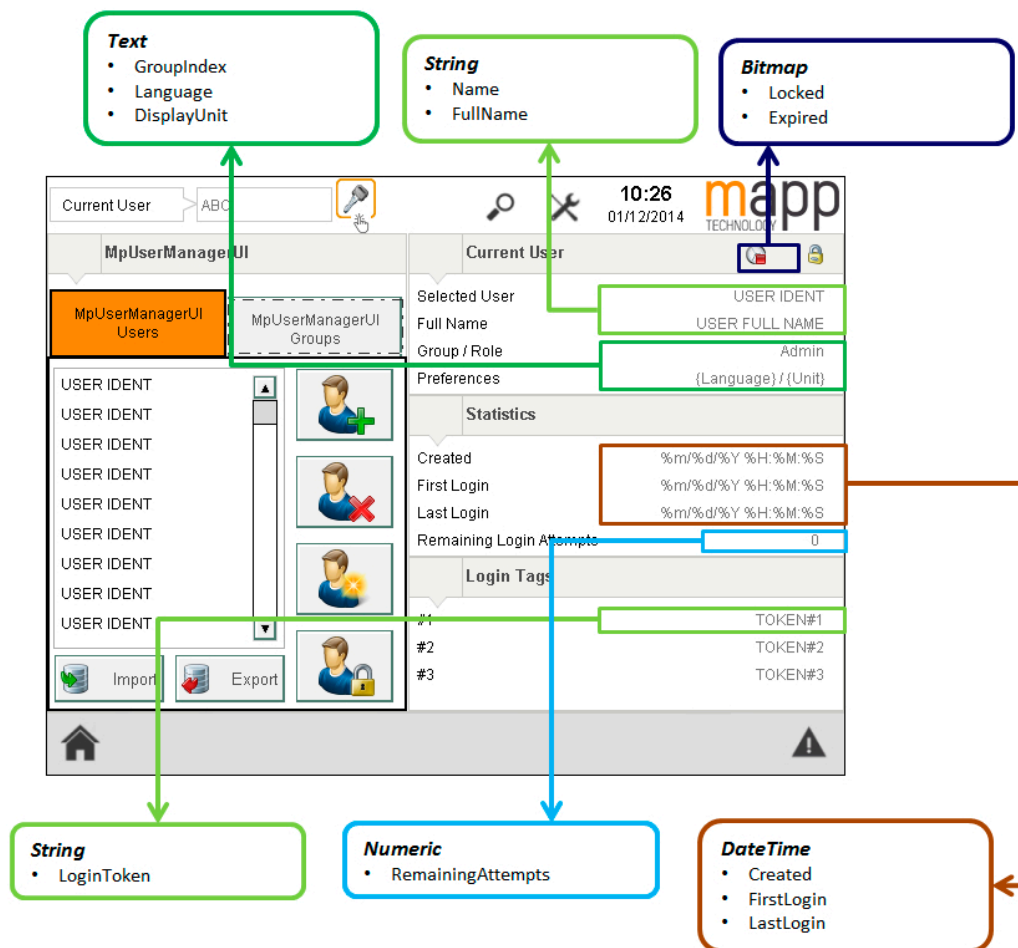 Text
• GroupIndex
• Language
• DisplayUnit
String
• Name
• FullName
Bitmap
• Locked
• Expired
Current User
ABC
10:26
01/12/2014
mapp
TECHNOLOGY
MpUserManagerUI
Current User
MpUserManagerUI
Users
MpUserManagerUI
Groups
Selected User USER IDENT
Full Name USER FULL NAME
Group / Role Admin
Preferences {Language} / {Unit}
USER IDENT
USER IDENT
USER IDENT
USER IDENT
USER IDENT
USER IDENT
USER IDENT
USER IDENT
USER IDENT
Import
Export
Statistics
Created %m/%d/%Y %H:%M:%S
First Login %m/%d/%Y %H:%M:%S
Last Login %m/%d/%Y %H:%M:%S
Remaining Login Attempts 0
Login Tags
#1 TOKEN#1
#2 TOKEN#2
#3 TOKEN#3
String
• LoginToken
Numeric
• RemainingAttempts
DateTime
• Created
• FirstLogin
• LastLogin